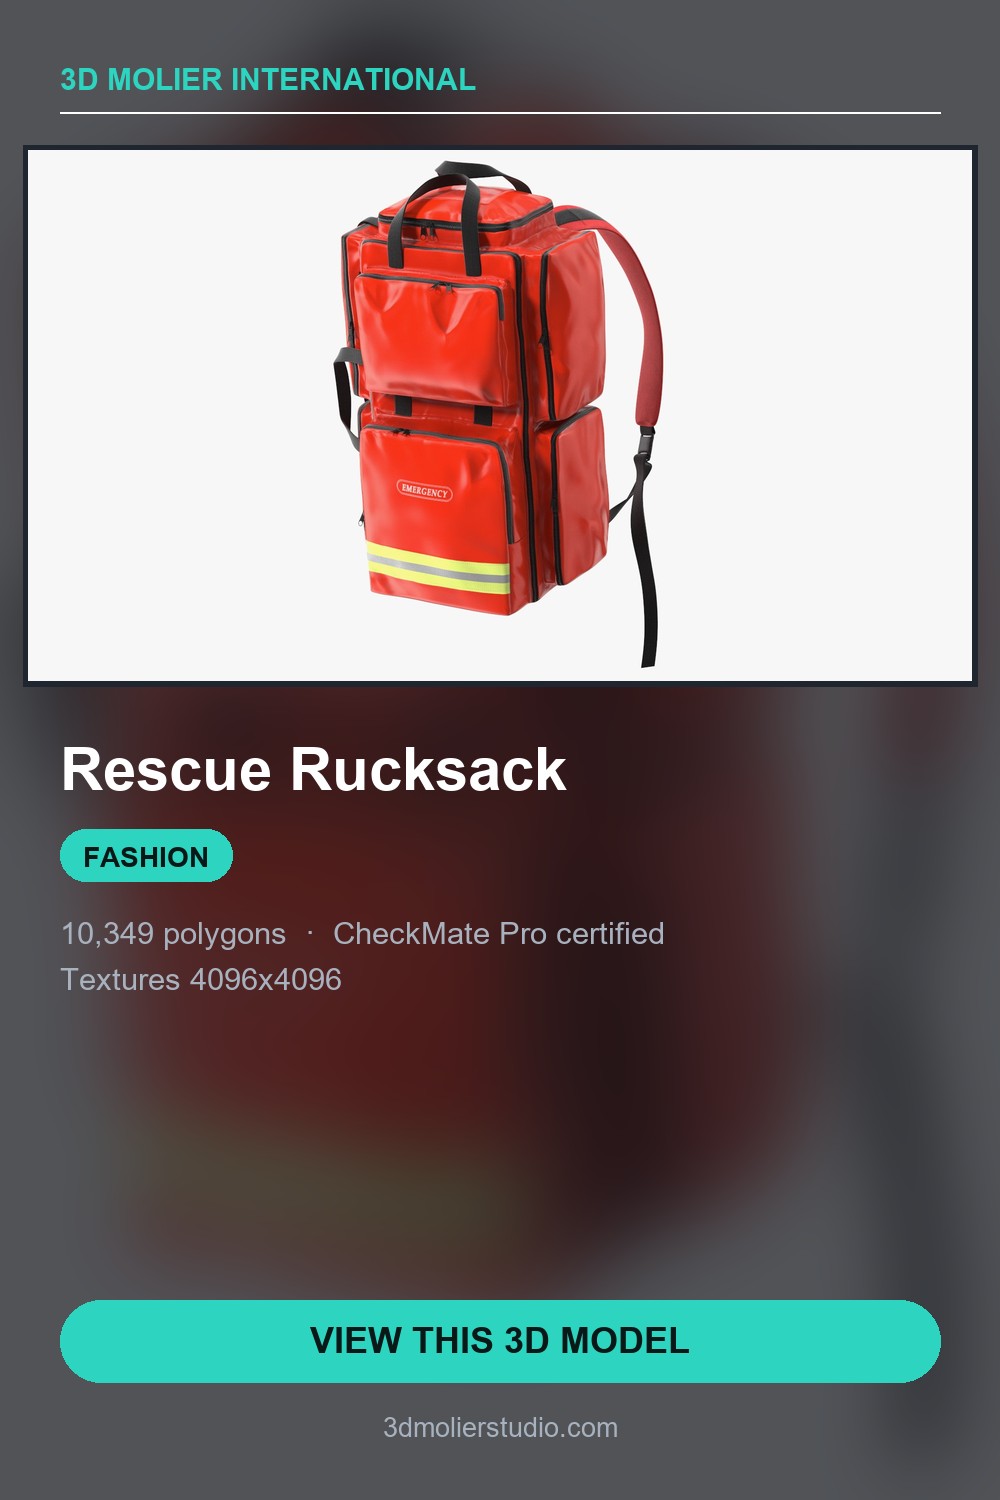 3D MOLIER INTERNATIONAL
EMERGENCY
Rescue Rucksack
FASHION
10,349 polygons · CheckMate Pro certified
Textures 4096x4096
VIEW THIS 3D MODEL
3dmolierstudio.com